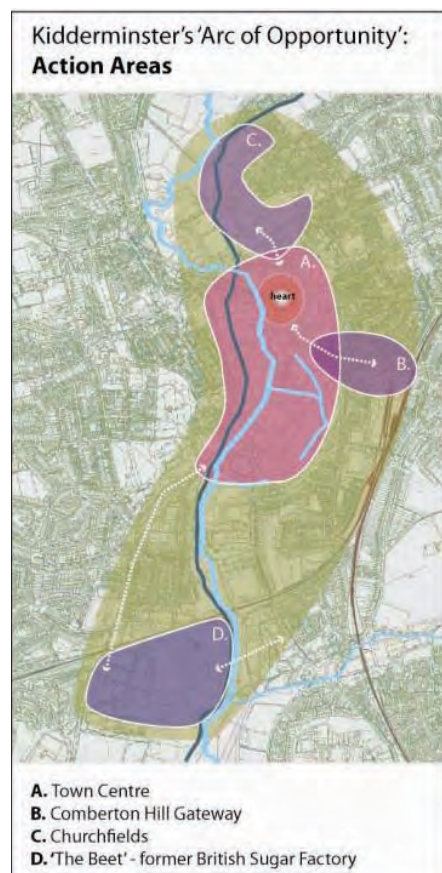 Kidderminster's 'Arc of Opportunity':
Action Areas
C.
A.
heart
B.
D.
A. Town Centre
B. Comberton Hill Gateway
C. Churchfields
D. 'The Beet' - former British Sugar Factory